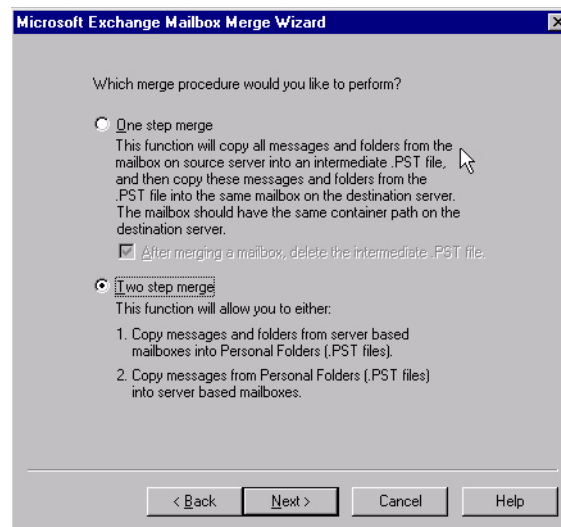 Microsoft Exchange Mailbox Merge Wizard
Which merge procedure would you like to perform?
One step merge
This function will copy all messages and folders from the
mailbox on source server into an intermediate .PST file,
and then copy these messages and folders from the
.PST file into the same mailbox on the destination server.
The mailbox should have the same container path on the
destination server.
After merging a mailbox, delete the intermediate .PST file.
Two step merge
This function will allow you to either:
1. Copy messages and folders from server based
mailboxes into Personal Folders (.PST files).
2. Copy messages from Personal Folders (.PST files)
into server based mailboxes.
< Back Next > Cancel Help